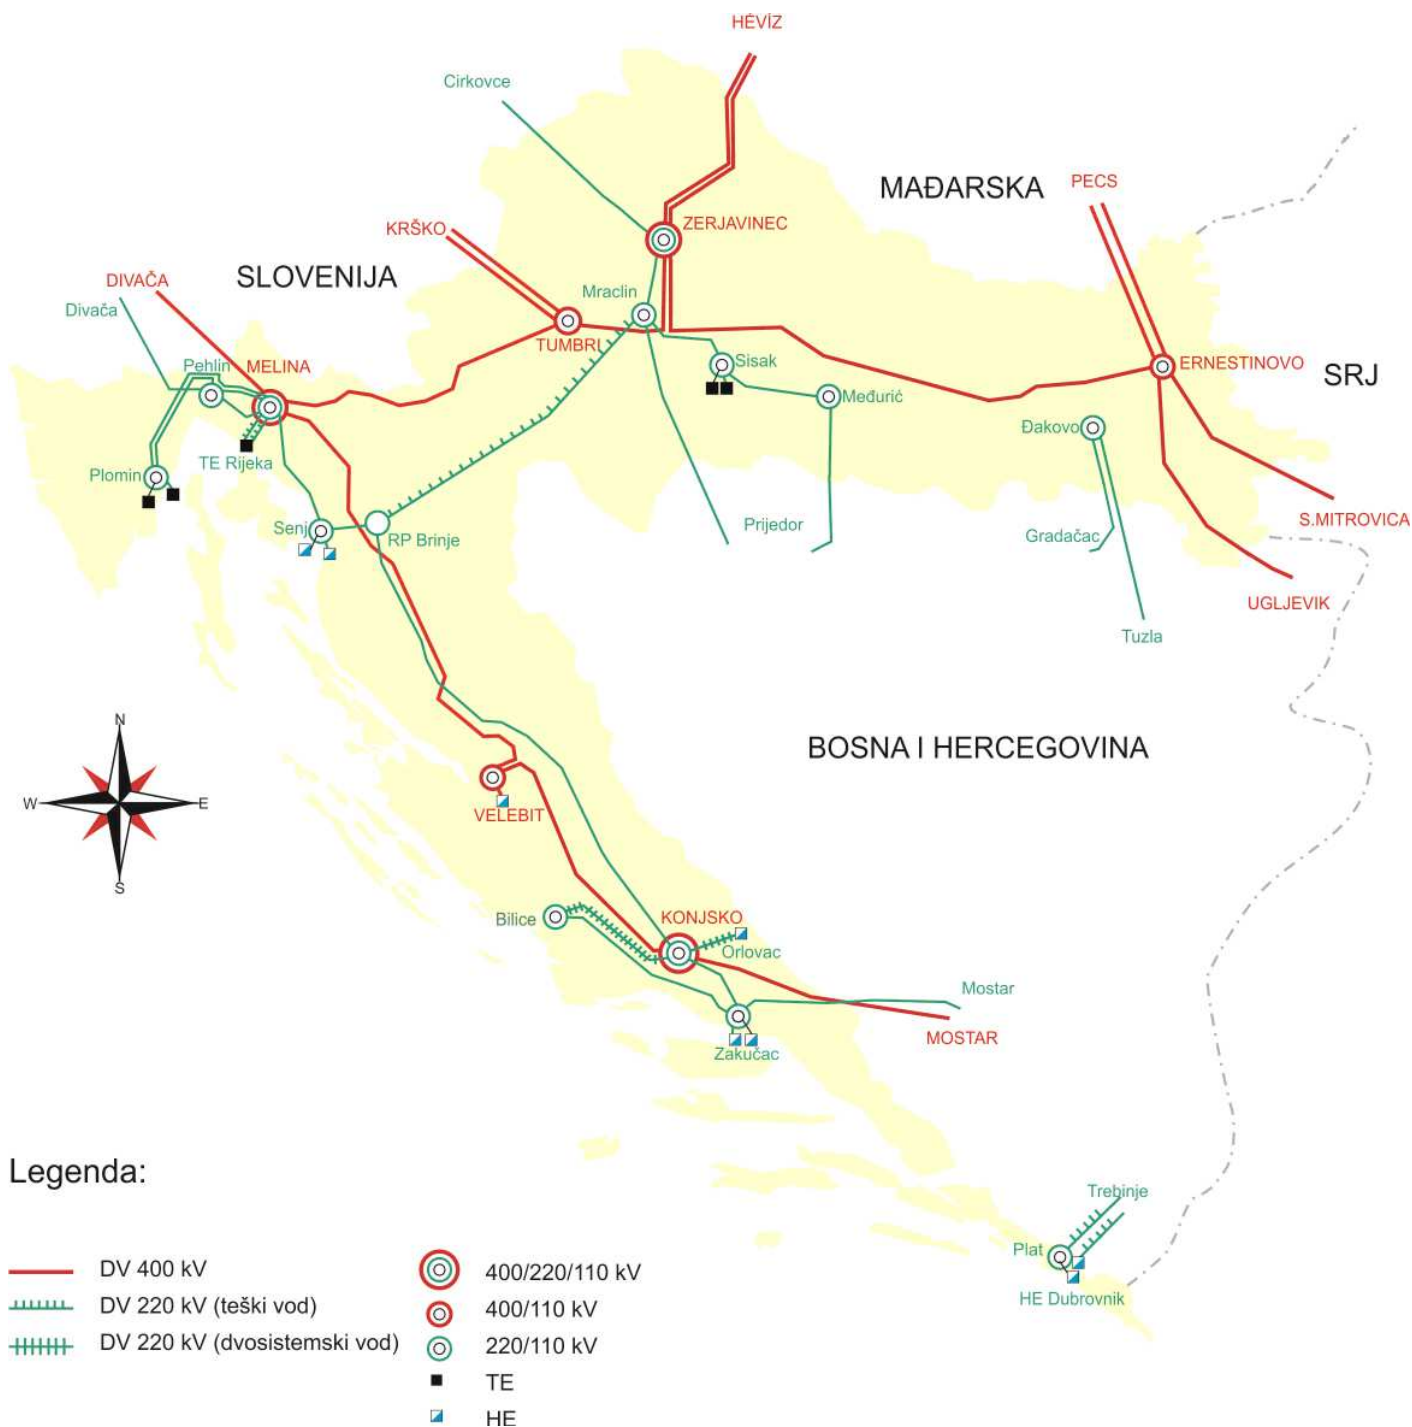 HÉVÍZ
Cirkovce
MAĐARSKA
PECS
KRŠKO
ZERJAVINEC
SLOVENIJA
DIVAČA
Divača
Mraclin
TUMBRI
Pehlin
MELINA
Sisak
ERNESTINOVO
SRJ
Međurić
Đakovo
TE Rijeka
Plomin
Senj
RP Brinje
Prijedor
Gradačac
S.MITROVICA
UGLJEVIK
Tuzla
N
W
E
S
BOSNA I HERCEGOVINA
VELEBIT
Bilice
KONJSKO
Orlovac
Mostar
MOSTAR
Zakučac
Trebinje
Plat
HE Dubrovnik
Legenda:
DV 400 kV
DV 220 kV (teški vod)
DV 220 kV (dvosistemski vod)
400/220/110 kV
400/110 kV
220/110 kV
TE
HE